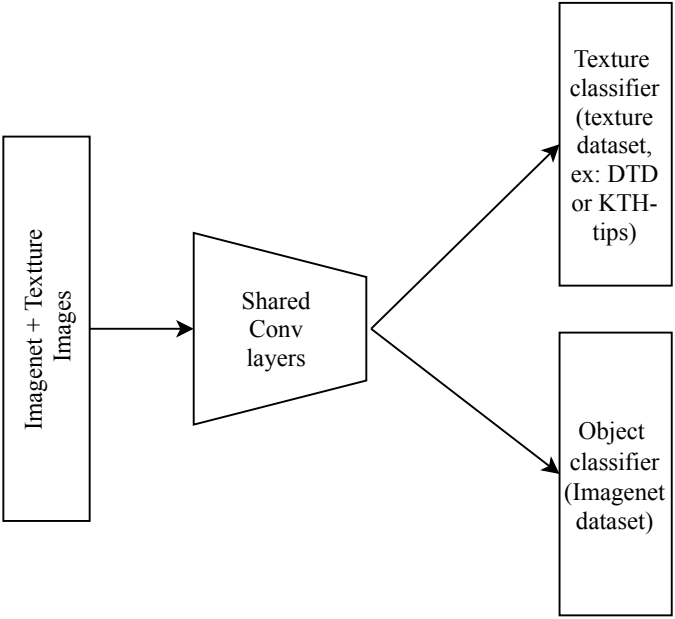 Imagenet + Textture
Images
Shared
Conv
layers
Texture
classifier
(texture
dataset,
ex: DTD
or KTH-
tips)
Object
classifier
(Imagenet
dataset)